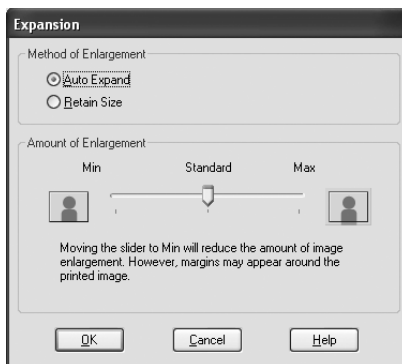 Expansion
Method of Enlargement
Auto Expand
Retain Size
Amount of Enlargement
Min Standard Max
Moving the slider to Min will reduce the amount of image
enlargement. However, margins may appear around the
printed image.
OK Cancel Help